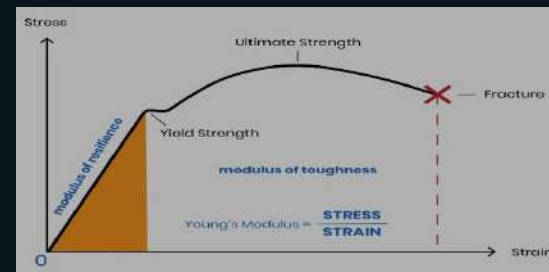 Stress
Ultimate Strength
Fracture
Yield Strength
modulus of resilience
modulus of toughness
Young's Modulus = STRESS
STRAIN
O
Strain